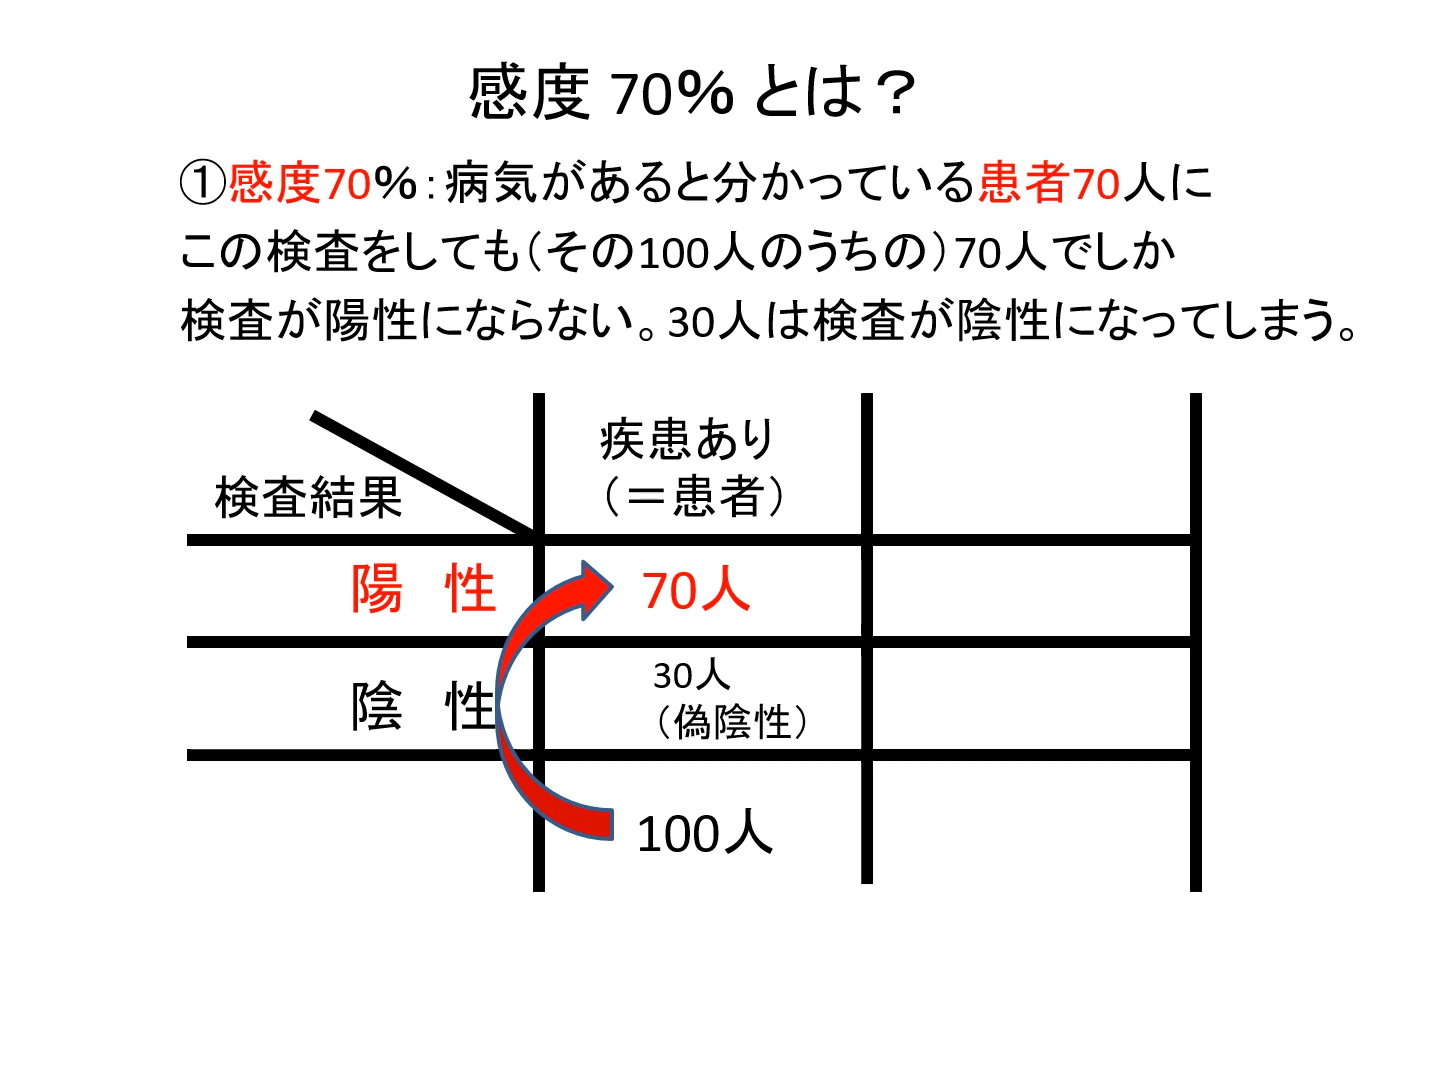 感度 70% とは？
①感度70%：病気があると分かっている患者70人に
この検査をしても（その100人のうちの）70人でしか
検査が陽性にならない。30人は検査が陰性になってしまう。
疾患あり
検査結果
（＝患者）
陽　性
70人
陰　性
30人
（偽陰性）
100人